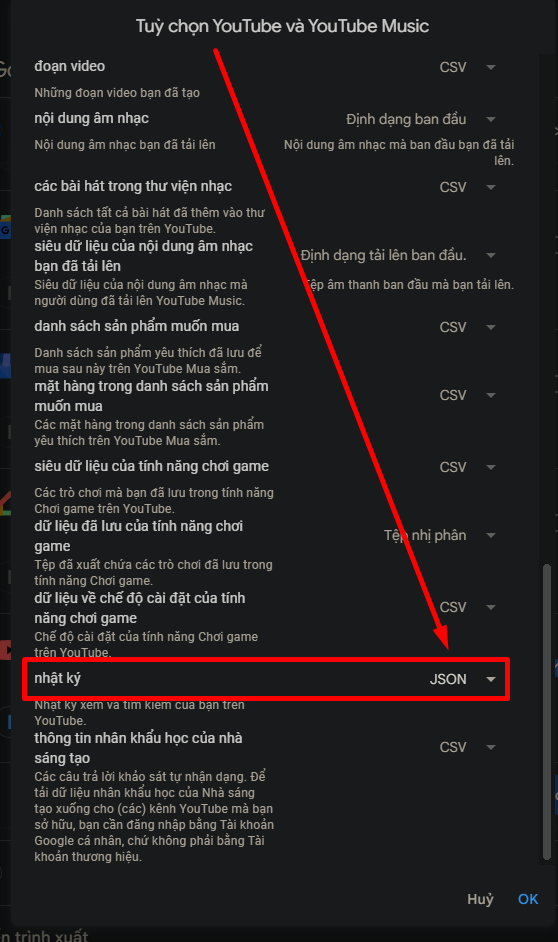 Tuỳ chọn YouTube và YouTube Music
đoạn video
CSV
Những đoạn video bạn đã tạo
nội dung âm nhạc
Định dạng ban đầu
Nội dung âm nhạc bạn đã tải lên
Nội dung âm nhạc mà ban đầu bạn đã tải
lên.
các bài hát trong thư viện nhạc
CSV
Danh sách tất cả bài hát đã thêm vào thư
viện nhạc của bạn trên YouTube.
siêu dữ liệu của nội dung âm nhạc
bạn đã tải lên
Định dạng tải lên ban đầu.
Siêu dữ liệu của nội dung âm nhạc mà
người dùng đã tải lên YouTube Music.
Tệp âm thanh ban đầu mà bạn tải lên.
danh sách sản phẩm muốn mua
CSV
Danh sách sản phẩm yêu thích đã lưu để
mua sau này trên YouTube Mua sắm.
mặt hàng trong danh sách sản phẩm
muốn mua
CSV
Các mặt hàng trong danh sách sản phẩm
yêu thích trên YouTube Mua sắm.
siêu dữ liệu của tính năng chơi game
CSV
Các trò chơi mà bạn đã lưu trong tính năng
Chơi game trên YouTube.
dữ liệu đã lưu của tính năng chơi
game
Tệp nhị phân
Tệp đã xuất chứa các trò chơi đã lưu trong
tính năng Chơi game.
dữ liệu về chế độ cài đặt của tính
năng chơi game
CSV
Chế độ cài đặt của tính năng Chơi game
trên YouTube.
nhật ký
JSON
Nhật ký xem và tìm kiếm của bạn trên
YouTube.
thông tin nhân khẩu học của nhà
sáng tạo
CSV
Các câu trả lời khảo sát tự nhận dạng. Để
tải dữ liệu nhân khẩu học của Nhà sáng
tạo xuống cho (các) kênh YouTube mà bạn
sở hữu, bạn cần đăng nhập bằng Tài khoản
Google cá nhân, chứ không phải bằng Tài
khoản thương hiệu.
Huỷ
OK
trình xuất